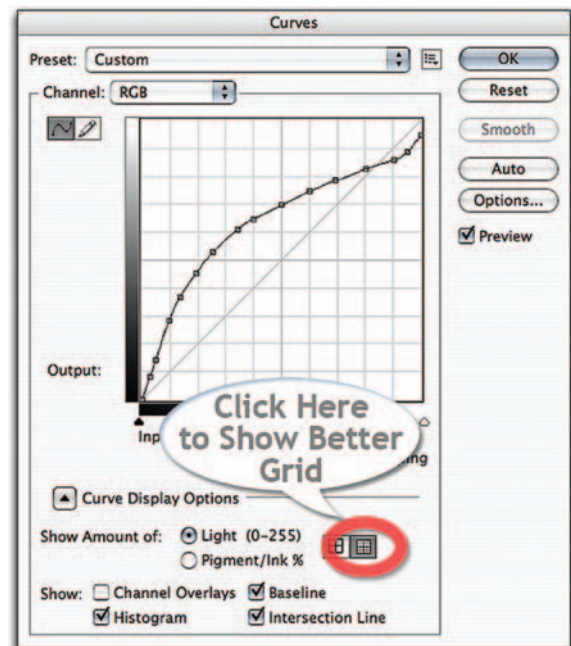 Curves
Preset: Custom
OK
Channel: RGB
Reset
Smooth
Auto
Options...
Preview
Output:
Click Here
to Show Better
Grid
Curve Display Options
Show Amount of: Light (0-255)
Pigment/Ink %
Show: Channel Overlays Baseline
Histogram Intersection Line